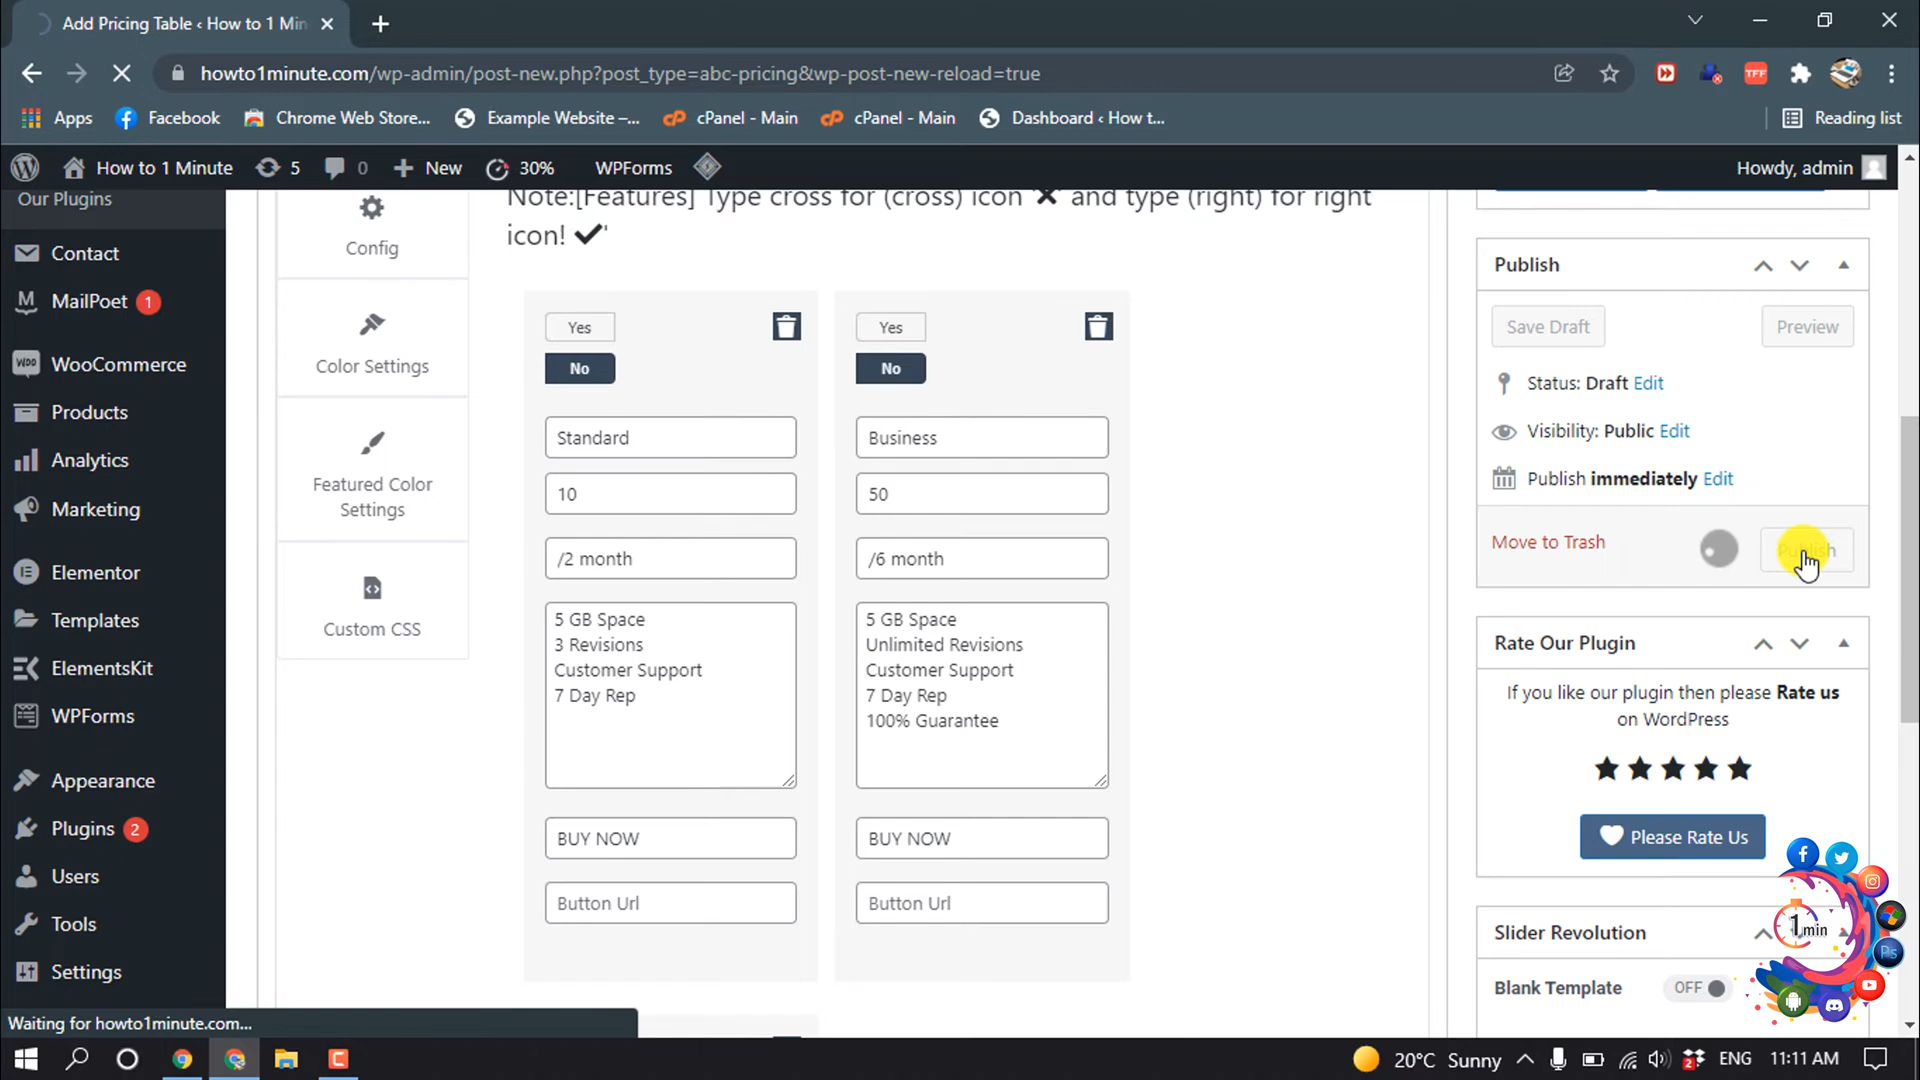 Add Pricing Table ‹ How to 1 Min
howto1minute.com/wp-admin/post-new.php?post_type=abc-pricing&wp-post-new-reload=true
TFF
Apps
Facebook
Chrome Web Store...
Example Website –...
cPanel - Main
cPanel - Main
Dashboard ‹ How t...
Reading list
How to 1 Minute
5
0
New
30%
WPForms
Howdy, admin
Our Plugins
Contact
MailPoet 1
WooCommerce
Products
Analytics
Marketing
Elementor
Templates
ElementsKit
WPForms
Appearance
Plugins 2
Users
Tools
Settings
Config
Color Settings
Featured Color
Settings
Custom CSS
Note:[Features] Type cross for (cross) icon ✖ and type (right) for right
icon! ✔'
Yes
No
Standard
10
/2 month
5 GB Space
3 Revisions
Customer Support
7 Day Rep
BUY NOW
Button Url
Yes
No
Business
50
/6 month
5 GB Space
Unlimited Revisions
Customer Support
7 Day Rep
100% Guarantee
BUY NOW
Button Url
Publish
Save Draft
Preview
Status: Draft Edit
Visibility: Public Edit
Publish immediately Edit
Move to Trash
Publish
Rate Our Plugin
If you like our plugin then please Rate us
on WordPress
Please Rate Us
Slider Revolution
Blank Template
OFF
1 min
Ps
Waiting for howto1minute.com...
20°C Sunny
2
ENG
11:11 AM